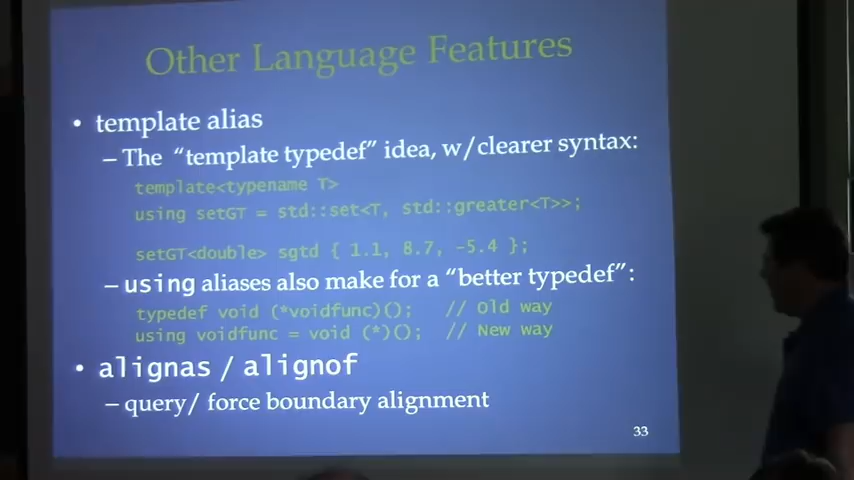 Other Language Features
• template alias
– The “template typedef” idea, w/clearer syntax:
template<typename T>
using setGT = std::set<T, std::greater<T>>;
setGT<double> sgtd { 1.1, 8.7, -5.4 };
– using aliases also make for a “better typedef”:
typedef void (*voidfunc)(); // Old way
using voidfunc = void (*)(); // New way
• alignas / alignof
– query/ force boundary alignment
33